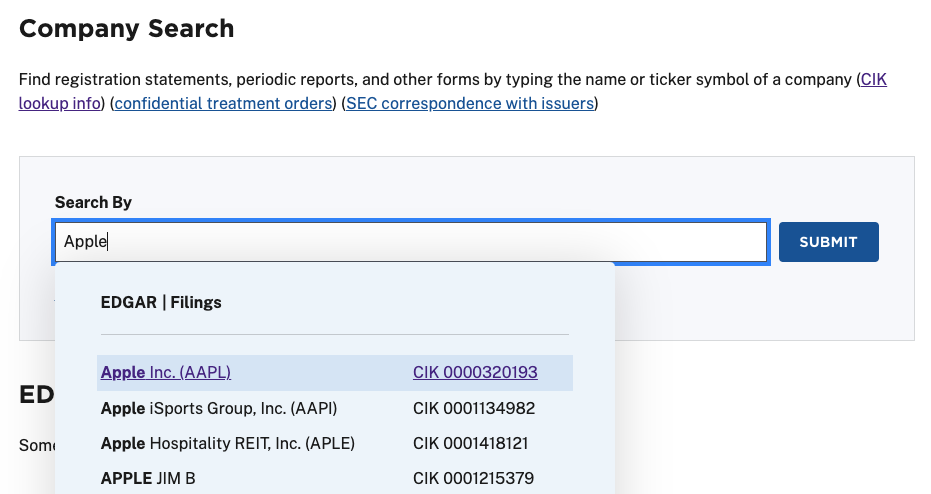 Company Search
Find registration statements, periodic reports, and other forms by typing the name or ticker symbol of a company (CIK
lookup info) (confidential treatment orders) (SEC correspondence with issuers)
Search By
Apple
SUBMIT
EDGAR | Filings
Apple Inc. (AAPL) CIK 0000320193
Apple iSports Group, Inc. (AAPI) CIK 0001134982
Apple Hospitality REIT, Inc. (APLE) CIK 0001418121
APPLE JIM B CIK 0001215379
ED
Some